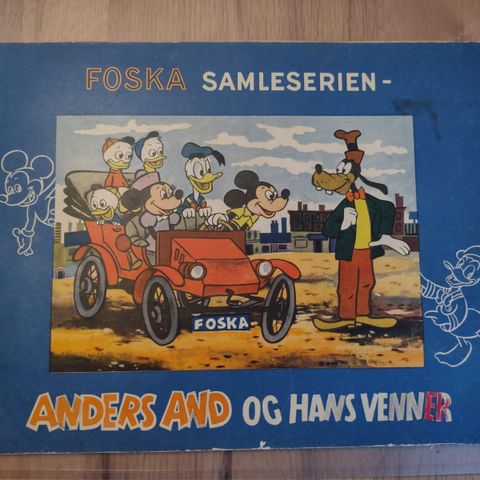 FOSKA SAMLESERIEN -
FOSKA
ANDERS AND OG HANS VENNER